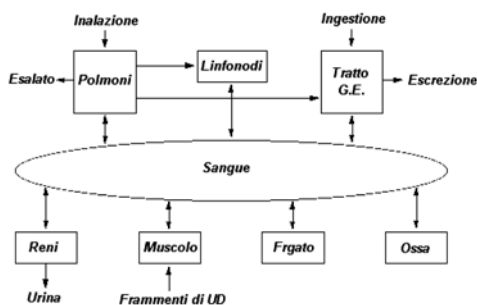 Inalazione
Ingestione
Esalato
Polmoni
Linfonodi
Tratto
G.E.
Escrezione
Sangue
Reni
Muscolo
Frgato
Ossa
Urina
Frammenti di UD